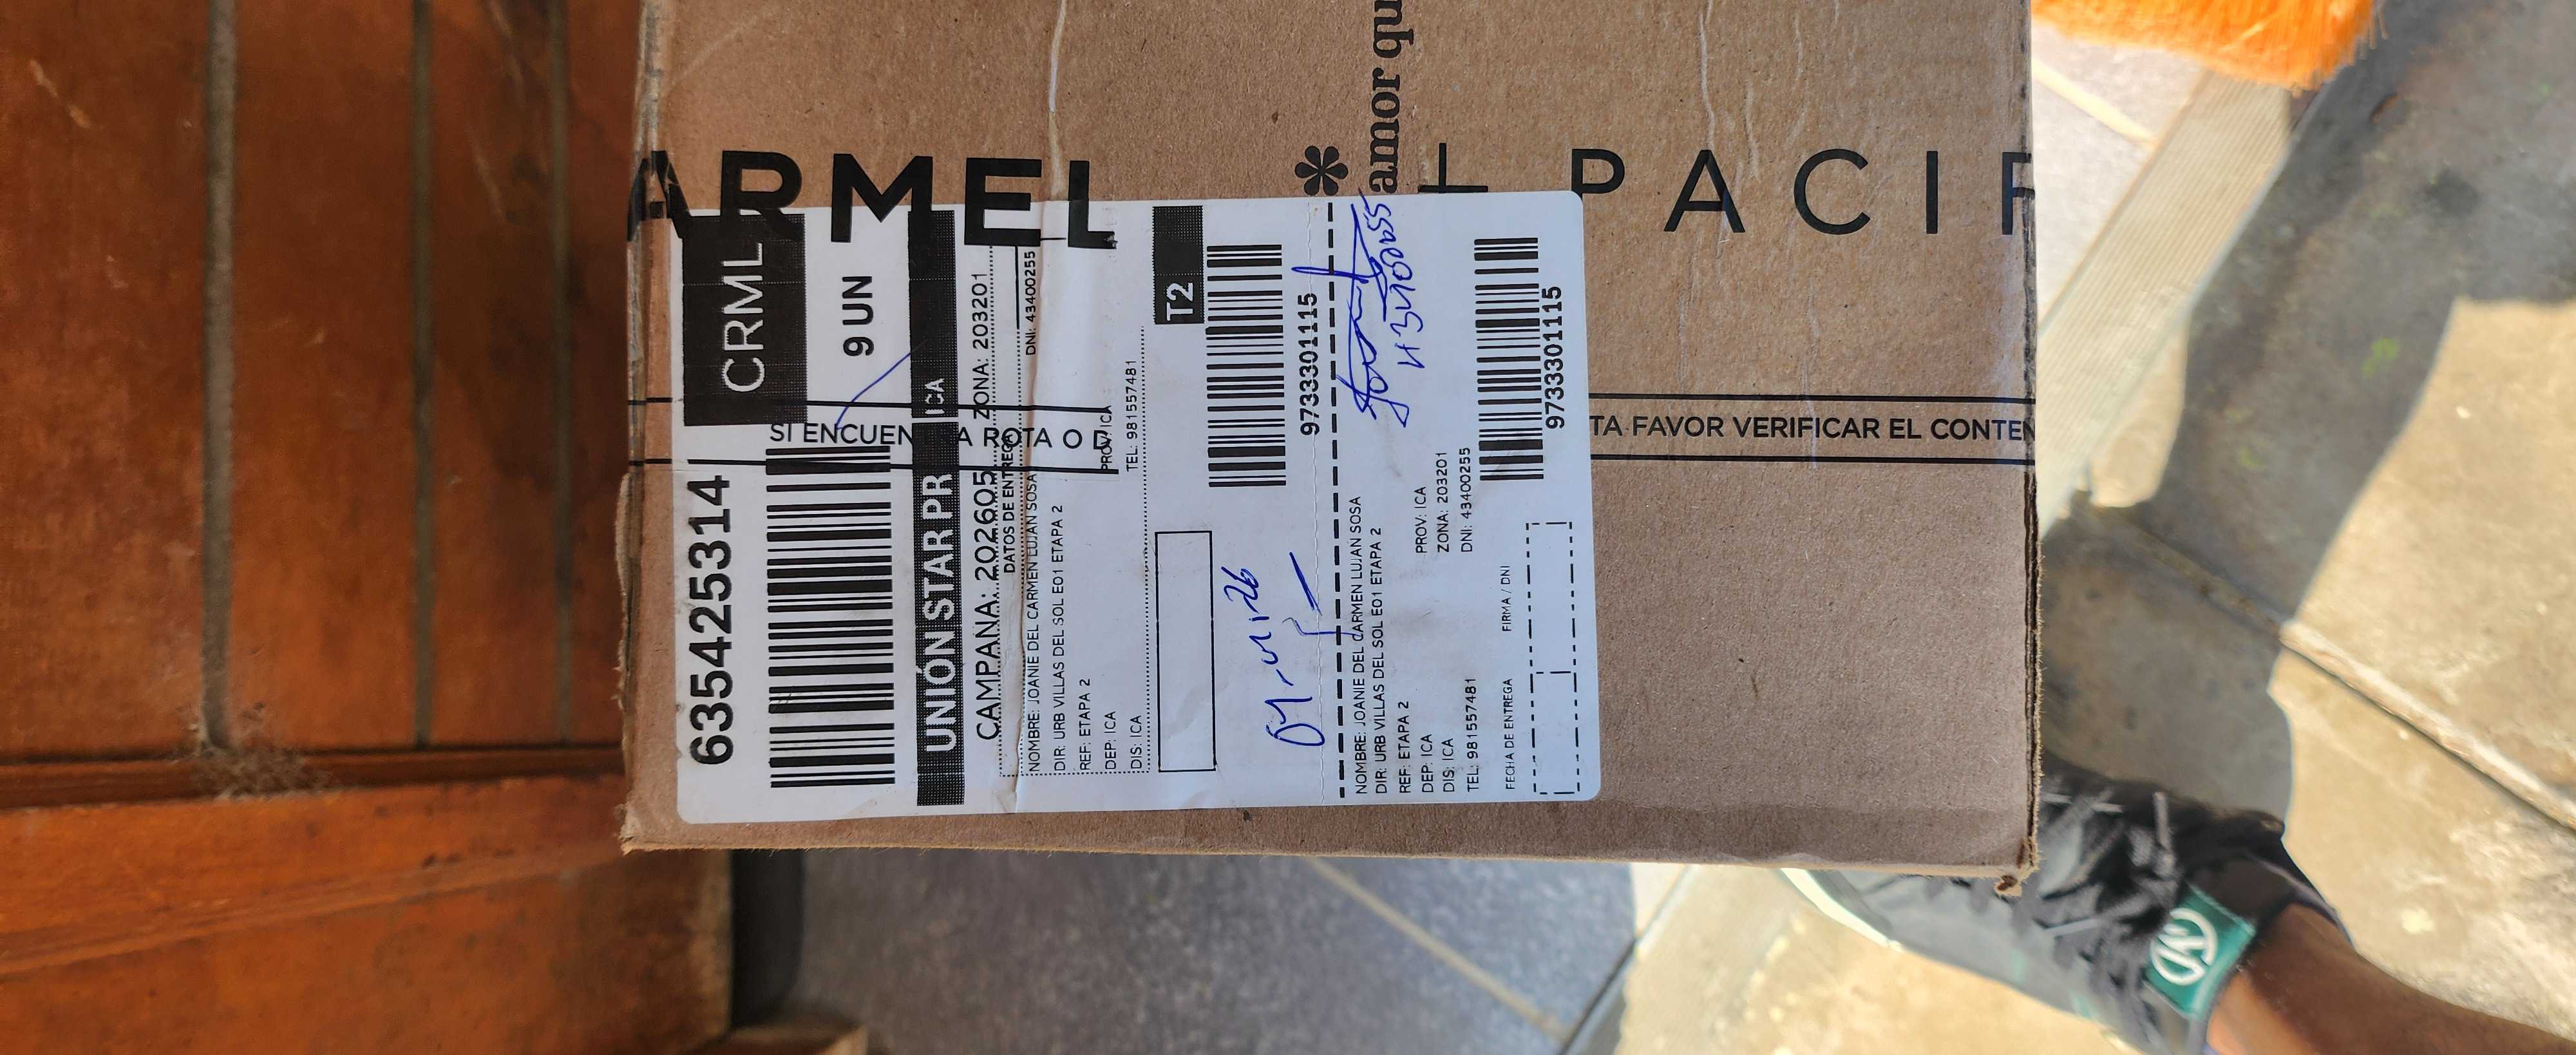 ARMEL
* + PACIF
amor qu
CRML
9 UN
635425314
SI ENCUEN A ROTA O D
TA FAVOR VERIFICAR EL CONTEN
UNIÓN STAR PR ICA
CAMPAÑA: 202605 ZONA: 203201
DATOS DE ENTREGA
NOMBRE: JOANIE DEL CARMEN LUJAN SOSA DNI: 43400255
DIR: URB VILLAS DEL SOL E01 ETAPA 2
REF: ETAPA 2
DEP: ICA PROV: ICA
DIS: ICA TEL: 981557481
T2
9733301115
43400255
NOMBRE: JOANIE DEL CARMEN LUJAN SOSA
DIR: URB VILLAS DEL SOL E01 ETAPA 2
REF: ETAPA 2
DEP: ICA PROV: ICA
DIS: ICA ZONA: 203201
TEL: 981557481 DNI: 43400255
FECHA DE ENTREGA FIRMA / DNI
9733301115